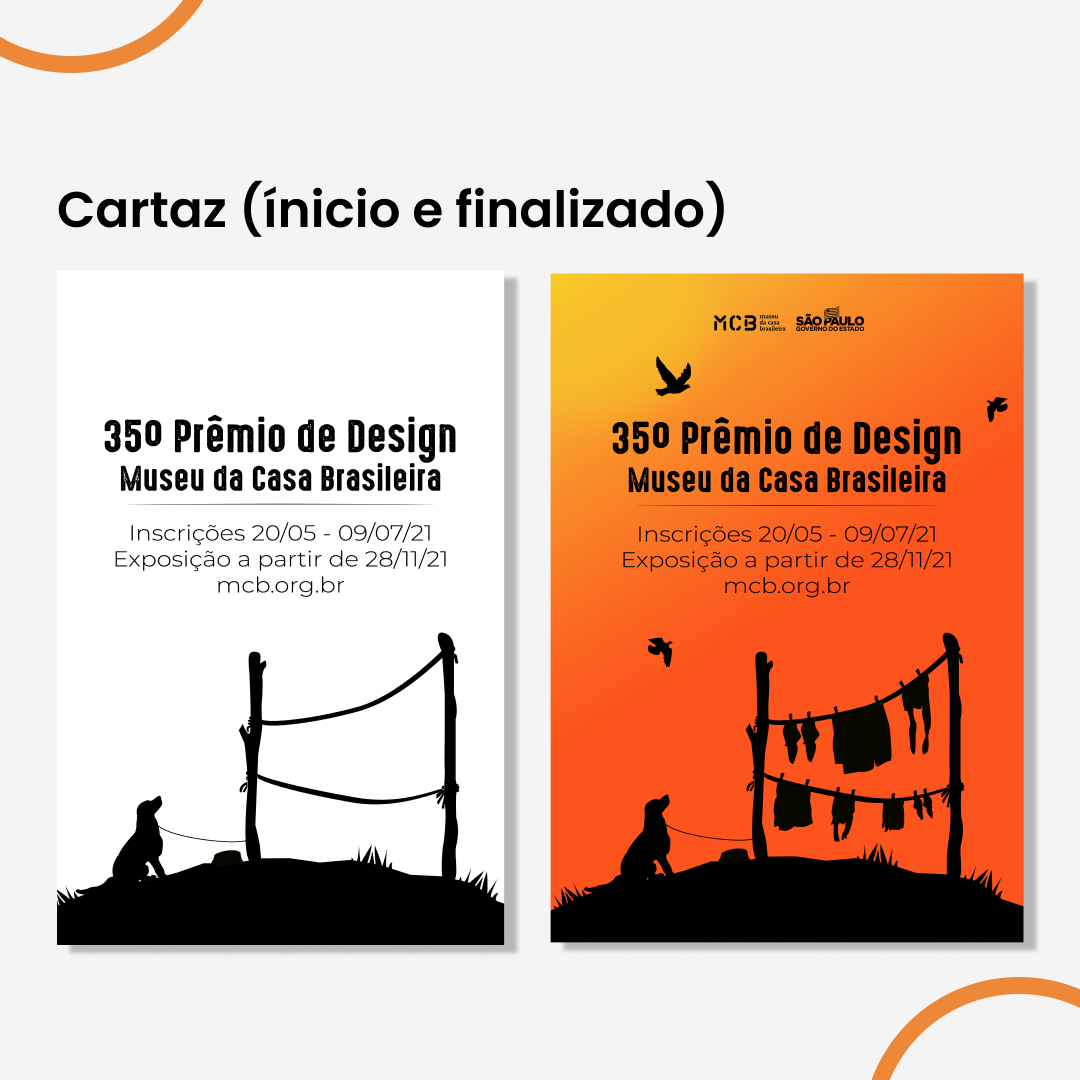 Cartaz (ínicio e finalizado)
35º Prêmio de Design
Museu da Casa Brasileira
Inscrições 20/05 - 09/07/21
Exposição a partir de 28/11/21
mcb.org.br
MCB museu
da casa
brasileira
SÃO PAULO
GOVERNO DO ESTADO
35º Prêmio de Design
Museu da Casa Brasileira
Inscrições 20/05 - 09/07/21
Exposição a partir de 28/11/21
mcb.org.br